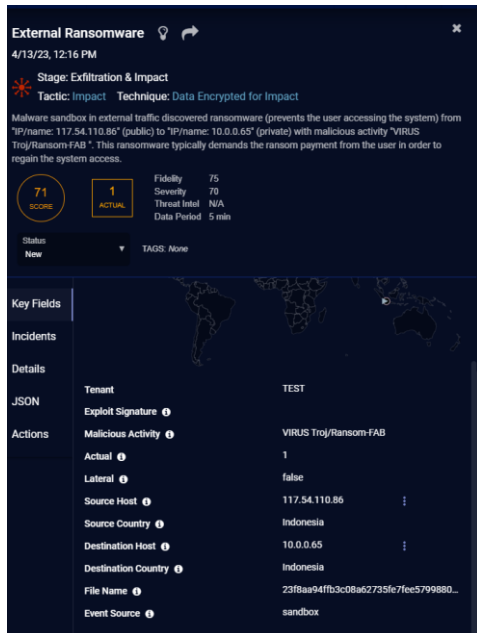 External Ransomware
4/13/23, 12:16 PM
Stage: Exfiltration & Impact
Tactic: Impact Technique: Data Encrypted for Impact
Malware sandbox in external traffic discovered ransomware (prevents the user accessing the system) from
"IP/name: 117.54.110.86" (public) to "IP/name: 10.0.0.65" (private) with malicious activity "VIRUS
Troj/Ransom-FAB ". This ransomware typically demands the ransom payment from the user in order to
regain the system access.
71
SCORE
1
ACTUAL
Fidelity 75
Severity 70
Threat Intel N/A
Data Period 5 min
Status
New
TAGS: None
Key Fields
Incidents
Details
JSON
Actions
Tenant TEST
Exploit Signature
Malicious Activity VIRUS Troj/Ransom-FAB
Actual 1
Lateral false
Source Host 117.54.110.86
Source Country Indonesia
Destination Host 10.0.0.65
Destination Country Indonesia
File Name 23f8aa94ffb3c08a62735fe7fee5799880...
Event Source sandbox